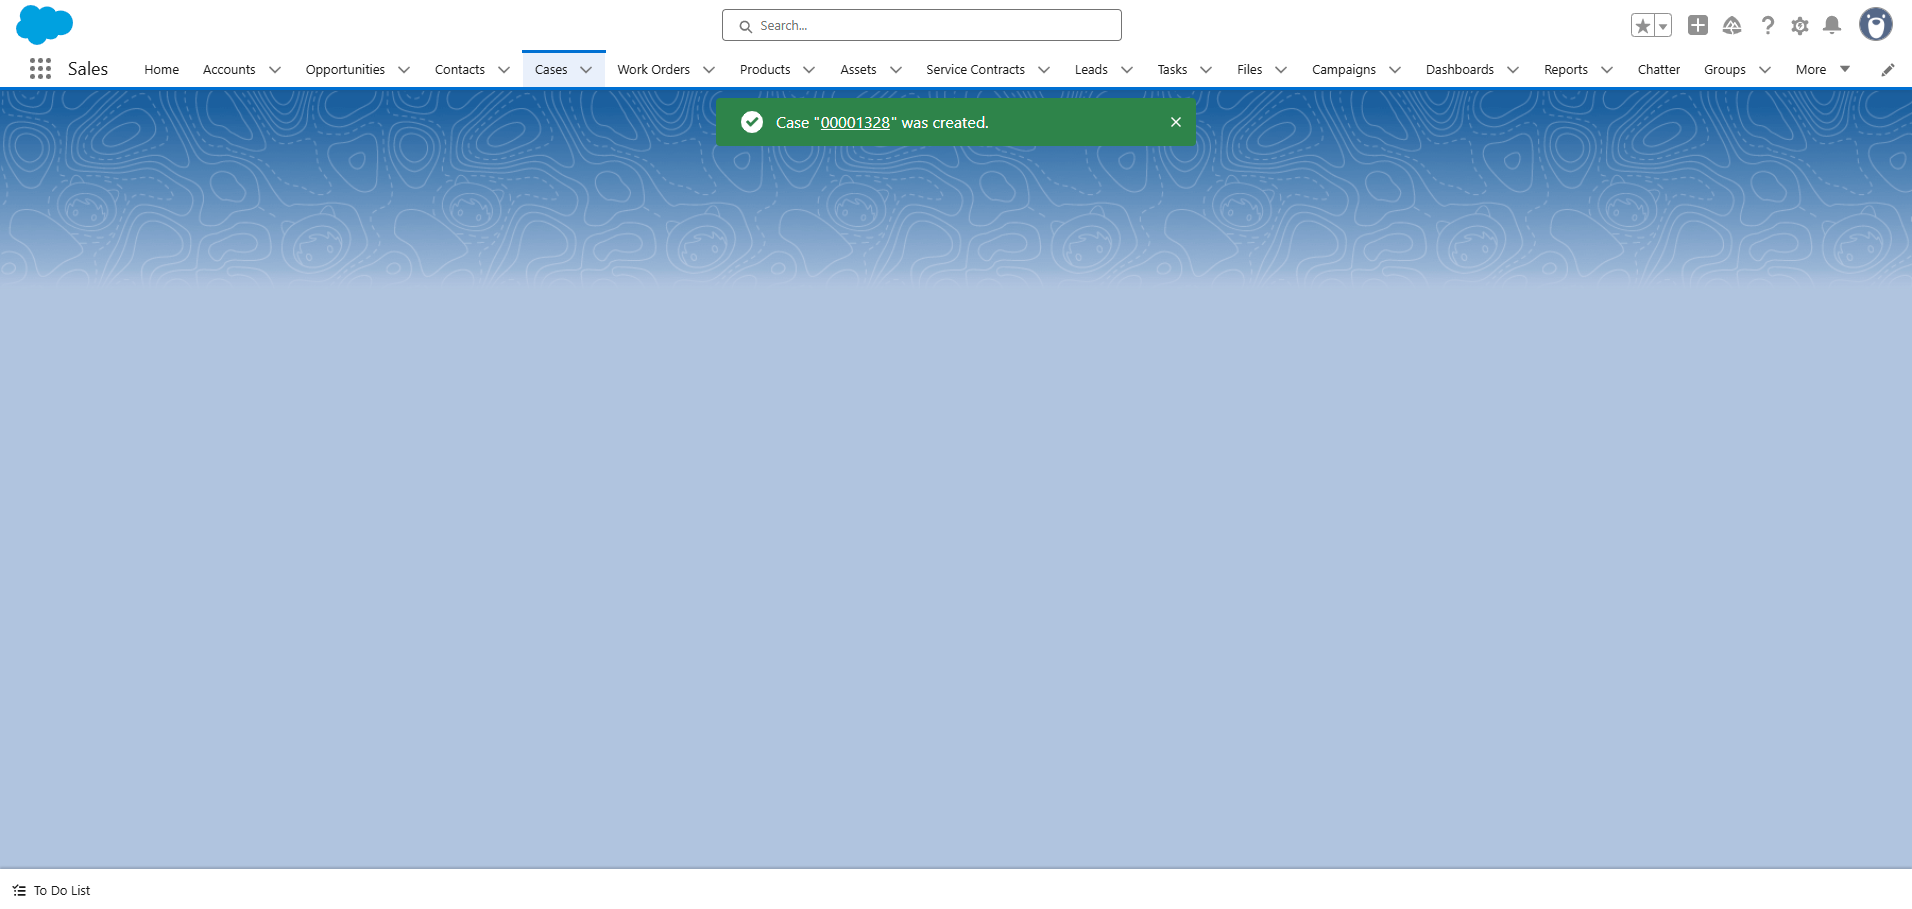 Search...
Sales
Home
Accounts
Opportunities
Contacts
Cases
Work Orders
Products
Assets
Service Contracts
Leads
Tasks
Files
Campaigns
Dashboards
Reports
Chatter
Groups
More
Case "00001328" was created.
To Do List